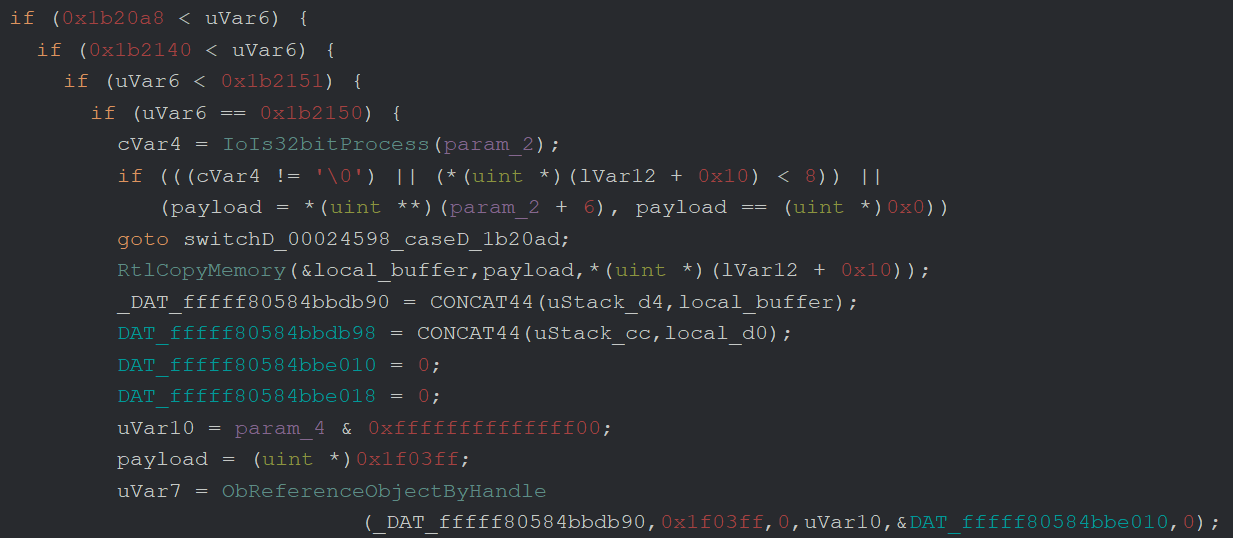 if (0x1b20a8 < uVar6) {
if (0x1b2140 < uVar6) {
if (uVar6 < 0x1b2151) {
if (uVar6 == 0x1b2150) {
cVar4 = IoIs32bitProcess(param_2);
if (((cVar4 != '\0') || (*(uint *)(lVar12 + 0x10) < 8)) ||
(payload = *(uint **)(param_2 + 6), payload == (uint *)0x0))
goto switchD_00024598_caseD_1b20ad;
RtlCopyMemory(&local_buffer,payload,*(uint *)(lVar12 + 0x10));
_DAT_fffff80584bbdb90 = CONCAT44(uStack_d4,local_buffer);
DAT_fffff80584bbdb98 = CONCAT44(uStack_cc,local_d0);
DAT_fffff80584bbe010 = 0;
DAT_fffff80584bbe018 = 0;
uVar10 = param_4 & 0xffffffffffffff00;
payload = (uint *)0x1f03ff;
uVar7 = ObReferenceObjectByHandle
(_DAT_fffff80584bbdb90,0x1f03ff,0,uVar10,&DAT_fffff80584bbe010,0);